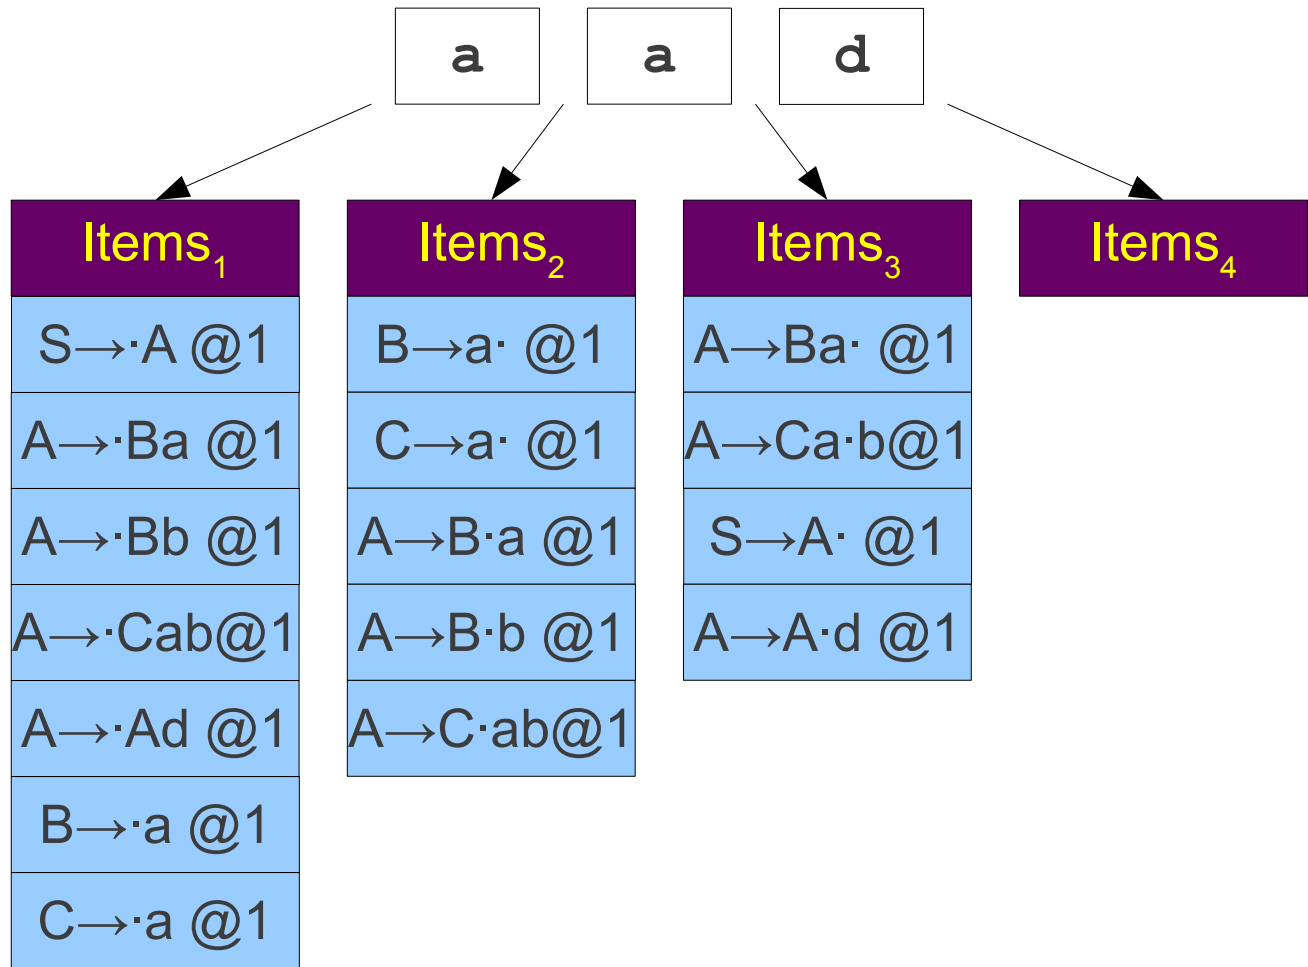 a a d
Items₁ Items₂ Items₃ Items₄
S→·A @1 B→a· @1 A→Ba· @1
A→·Ba @1 C→a· @1 A→Ca·b@1
A→·Bb @1 A→B·a @1 S→A· @1
A→·Cab@1 A→B·b @1 A→A·d @1
A→·Ad @1 A→C·ab@1
B→·a @1
C→·a @1